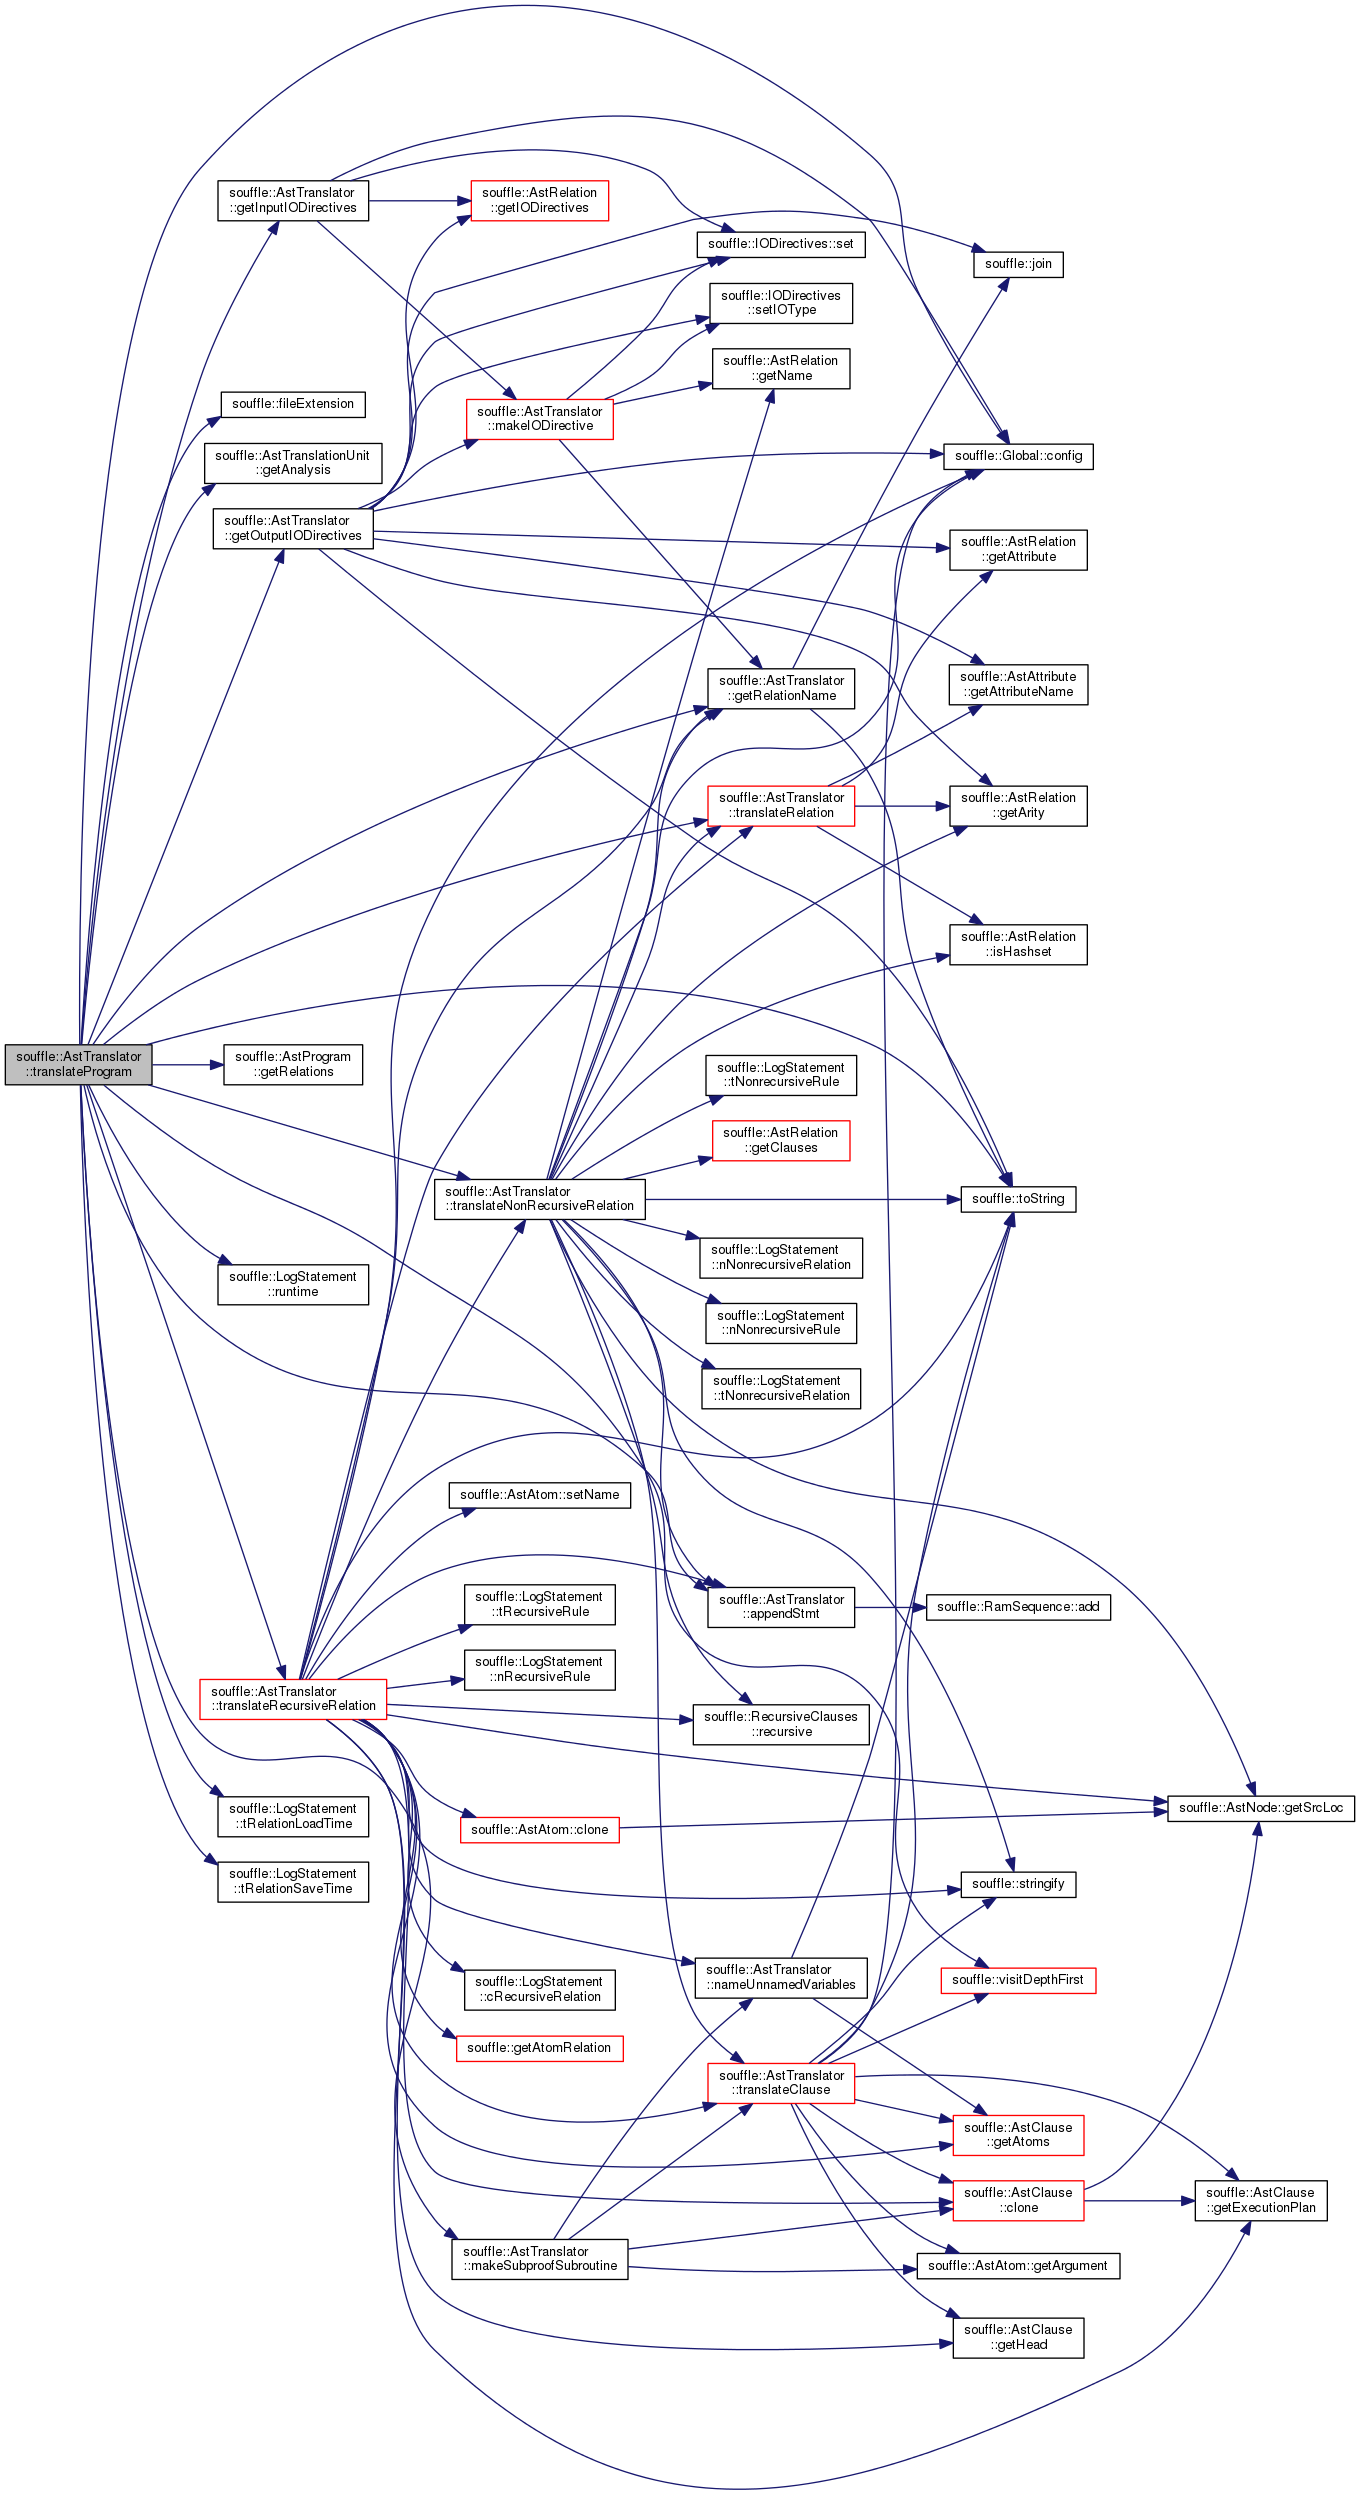 souffle::AstTranslator
::getInputIODirectives
souffle::AstRelation
::getIODirectives
souffle::IODirectives::set
souffle::join
souffle::IODirectives
::setIOType
souffle::AstRelation
::getName
souffle::fileExtension
souffle::AstTranslator
::makeIODirective
souffle::AstTranslationUnit
::getAnalysis
souffle::Global::config
souffle::AstTranslator
::getOutputIODirectives
souffle::AstRelation
::getAttribute
souffle::AstTranslator
::getRelationName
souffle::AstAttribute
::getAttributeName
souffle::AstTranslator
::translateRelation
souffle::AstRelation
::getArity
souffle::AstRelation
::isHashset
souffle::AstTranslator
::translateProgram
souffle::AstProgram
::getRelations
souffle::LogStatement
::tNonrecursiveRule
souffle::AstRelation
::getClauses
souffle::AstTranslator
::translateNonRecursiveRelation
souffle::toString
souffle::LogStatement
::nNonrecursiveRelation
souffle::LogStatement
::runtime
souffle::LogStatement
::nNonrecursiveRule
souffle::LogStatement
::tNonrecursiveRelation
souffle::AstAtom::setName
souffle::LogStatement
::tRecursiveRule
souffle::AstTranslator
::appendStmt
souffle::RamSequence::add
souffle::LogStatement
::nRecursiveRule
souffle::AstTranslator
::translateRecursiveRelation
souffle::RecursiveClauses
::recursive
souffle::LogStatement
::tRelationLoadTime
souffle::AstAtom::clone
souffle::AstNode::getSrcLoc
souffle::LogStatement
::tRelationSaveTime
souffle::stringify
souffle::AstTranslator
::nameUnnamedVariables
souffle::visitDepthFirst
souffle::LogStatement
::cRecursiveRelation
souffle::getAtomRelation
souffle::AstTranslator
::translateClause
souffle::AstClause
::getAtoms
souffle::AstClause
::clone
souffle::AstClause
::getExecutionPlan
souffle::AstTranslator
::makeSubproofSubroutine
souffle::AstAtom::getArgument
souffle::AstClause
::getHead